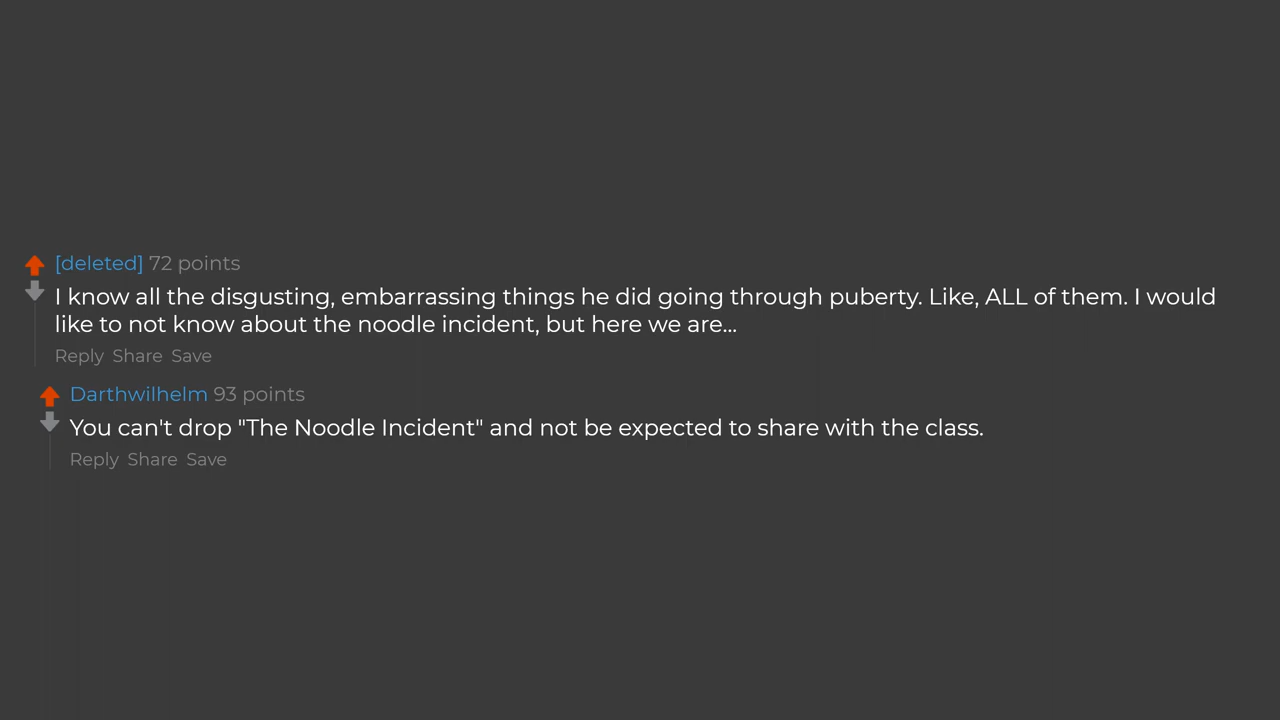 [deleted] 72 points
I know all the disgusting, embarrassing things he did going through puberty. Like, ALL of them. I would
like to not know about the noodle incident, but here we are...
Reply Share Save
Darthwilhelm 93 points
You can't drop "The Noodle Incident" and not be expected to share with the class.
Reply Share Save